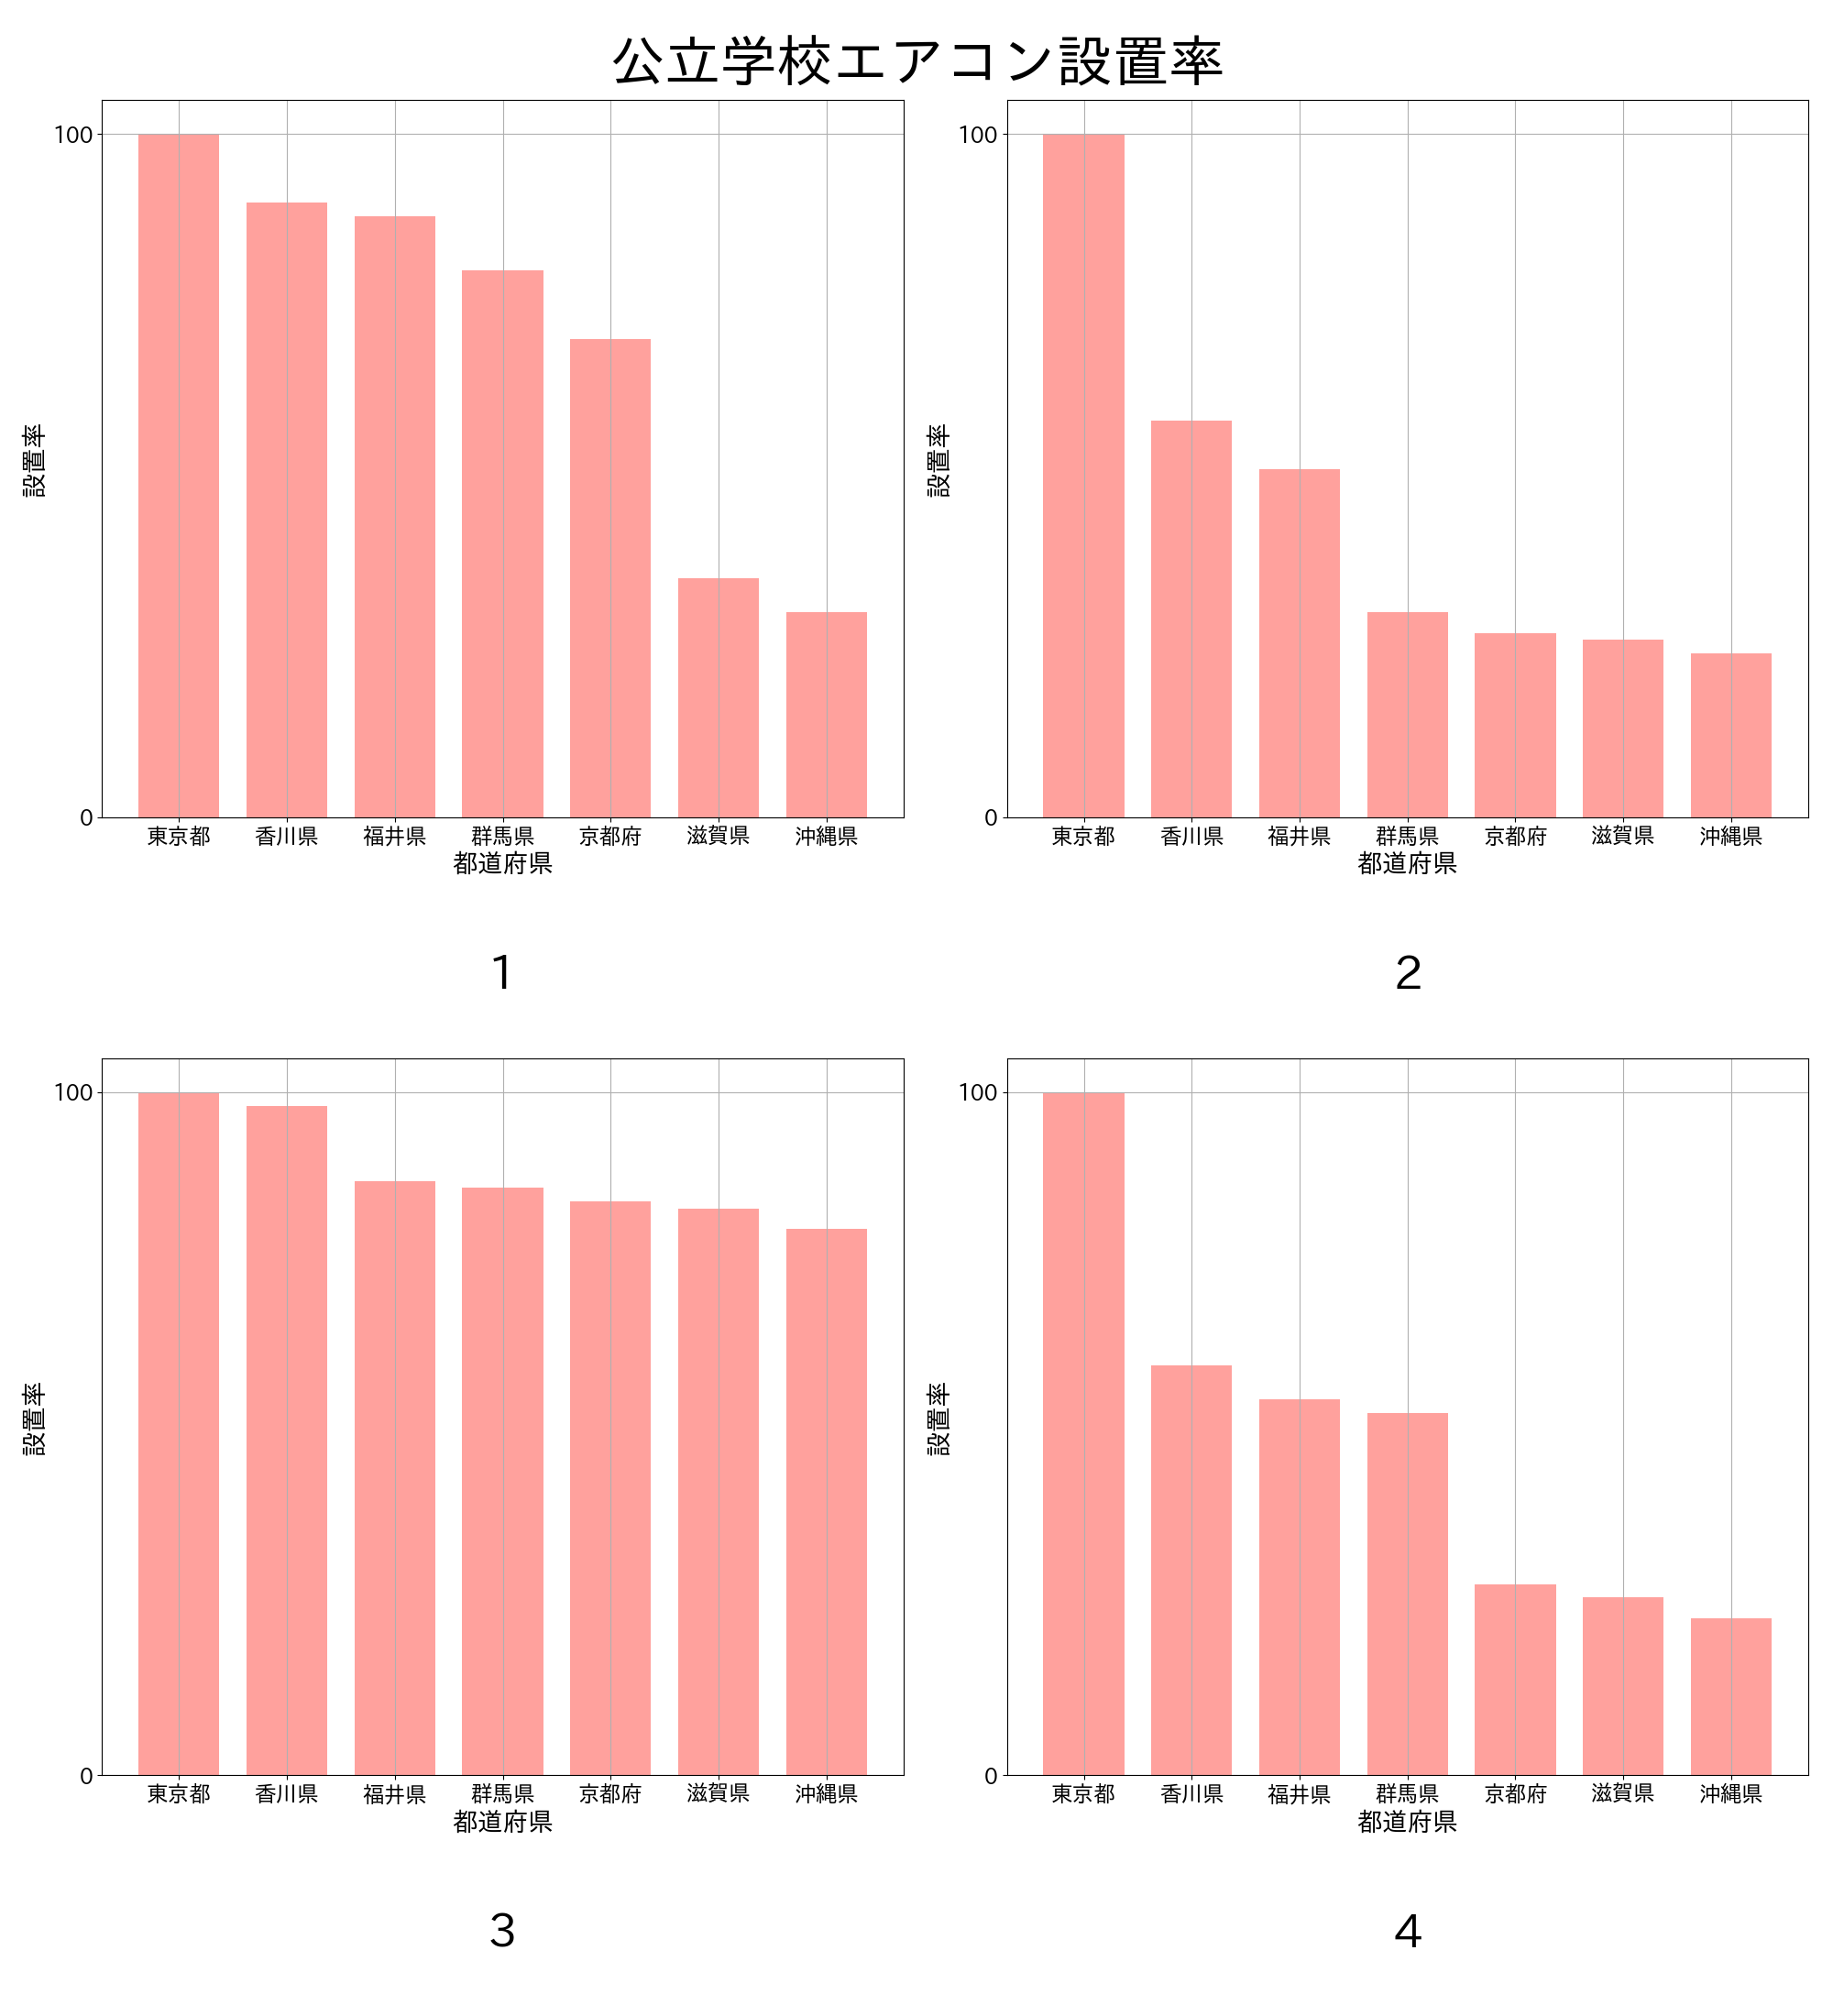 公立学校エアコン設置率
100
0
設置率
東京都 香川県 福井県 群馬県 京都府 滋賀県 沖縄県
都道府県
1
100
0
設置率
東京都 香川県 福井県 群馬県 京都府 滋賀県 沖縄県
都道府県
2
100
0
設置率
東京都 香川県 福井県 群馬県 京都府 滋賀県 沖縄県
都道府県
3
100
0
設置率
東京都 香川県 福井県 群馬県 京都府 滋賀県 沖縄県
都道府県
4